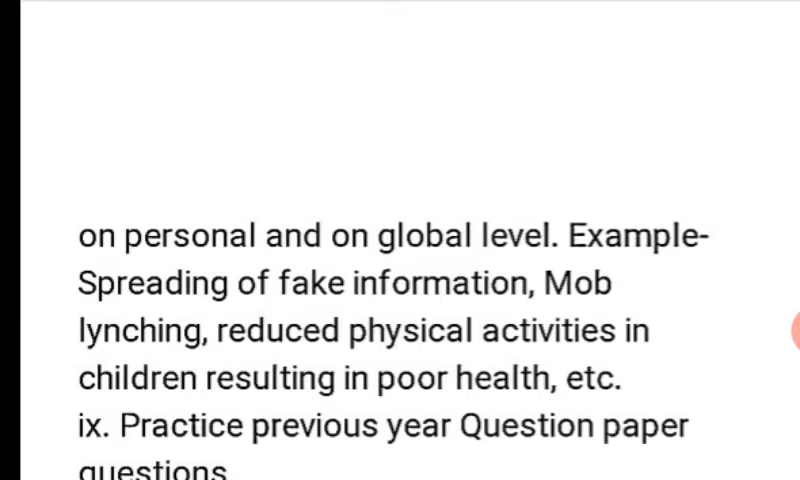 on personal and on global level. Example-
Spreading of fake information, Mob
lynching, reduced physical activities in
children resulting in poor health, etc.
ix. Practice previous year Question paper
questions